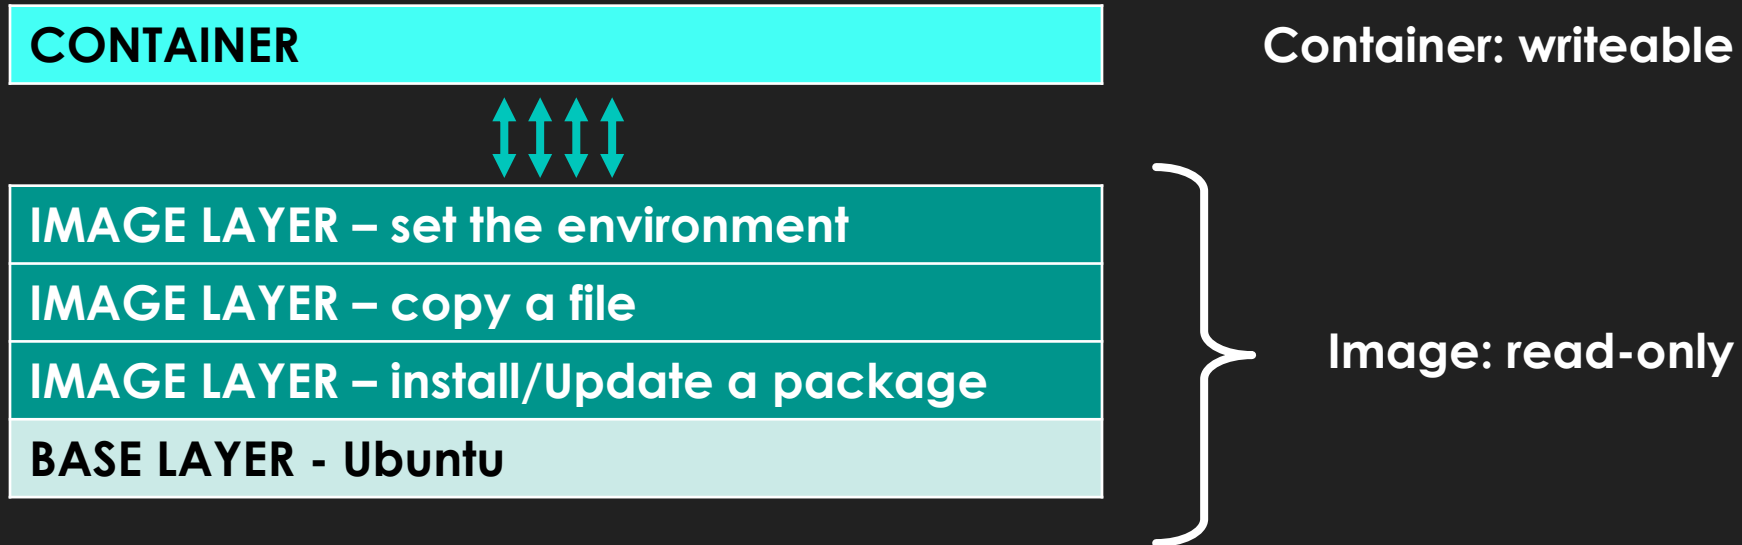 CONTAINER
Container: writeable
IMAGE LAYER – set the environment
IMAGE LAYER – copy a file
IMAGE LAYER – install/Update a package
Image: read-only
BASE LAYER - Ubuntu